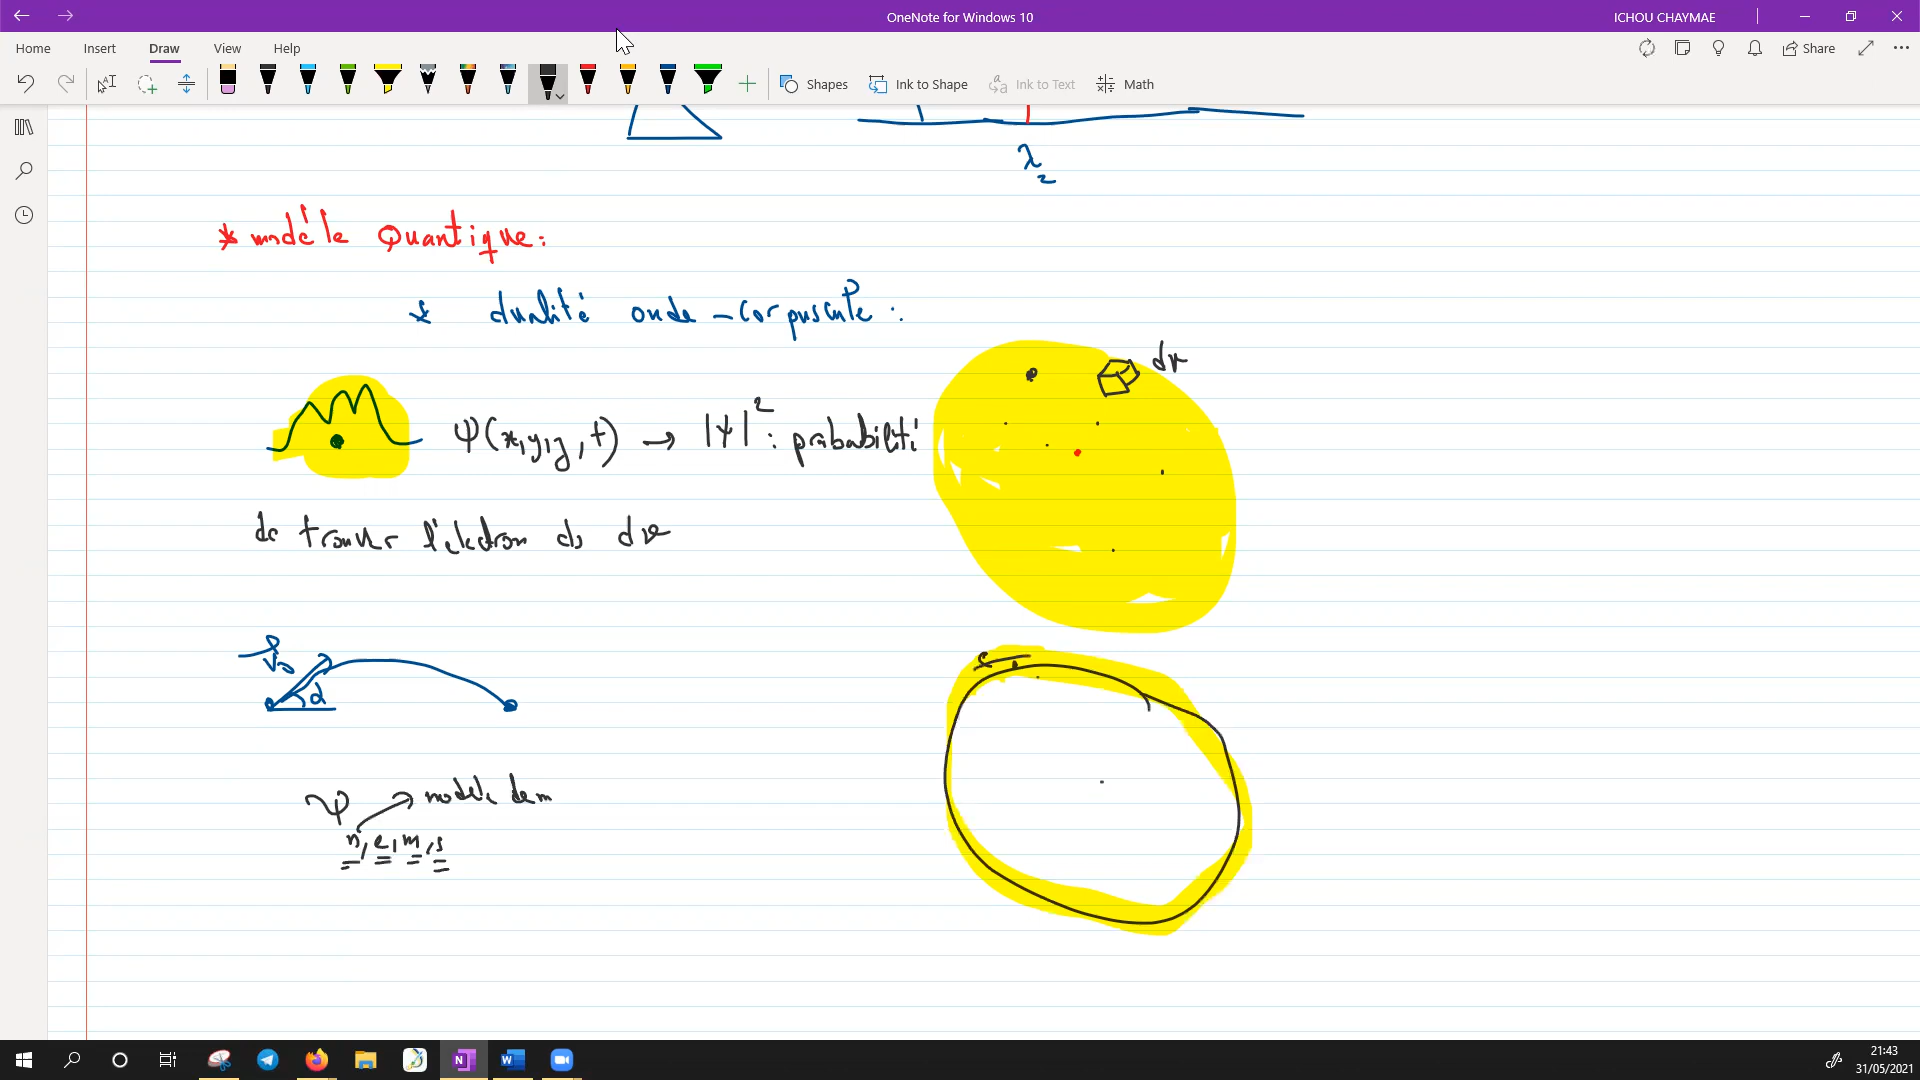 OneNote for Windows 10
ICHOU CHAYMAE
Home Insert Draw View Help
Share
Shapes Ink to Shape Ink to Text Math
λ2
* modèle Quantique:
* dualité onde-corpuscule:
dv
ψ(x,y,z,t) → |ψ|² : probabilité
de trouver l'électron ds dv
V0
α
ψ → modèle de m
n, l, m, s
21:43
31/05/2021